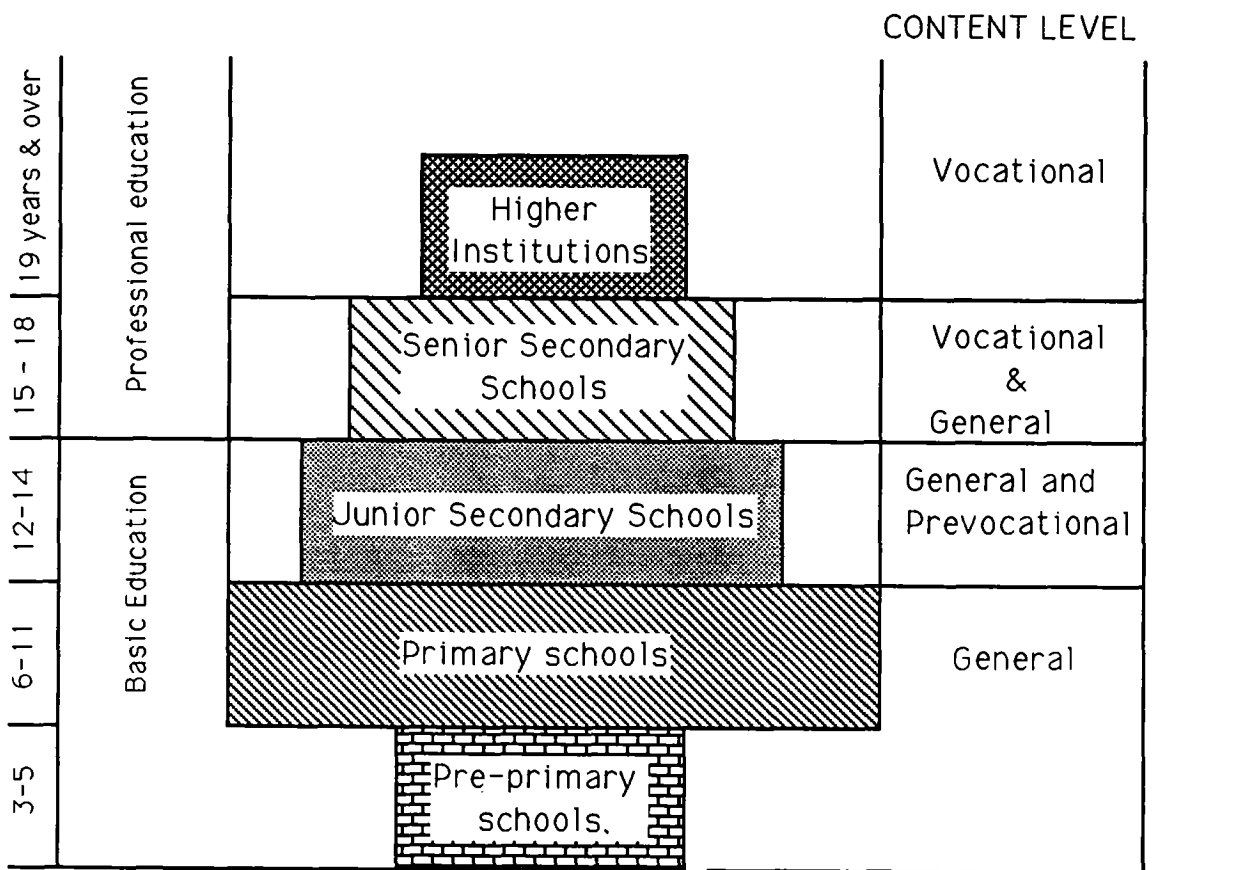 CONTENT LEVEL
19 years & over
Professional education
Higher
Institutions
Vocational
15 - 18
Senior Secondary
Schools
Vocational
&
General
12-14
Basic Education
Junior Secondary Schools
General and
Prevocational
6-11
Primary schools
General
3-5
Pre-primary
schools.